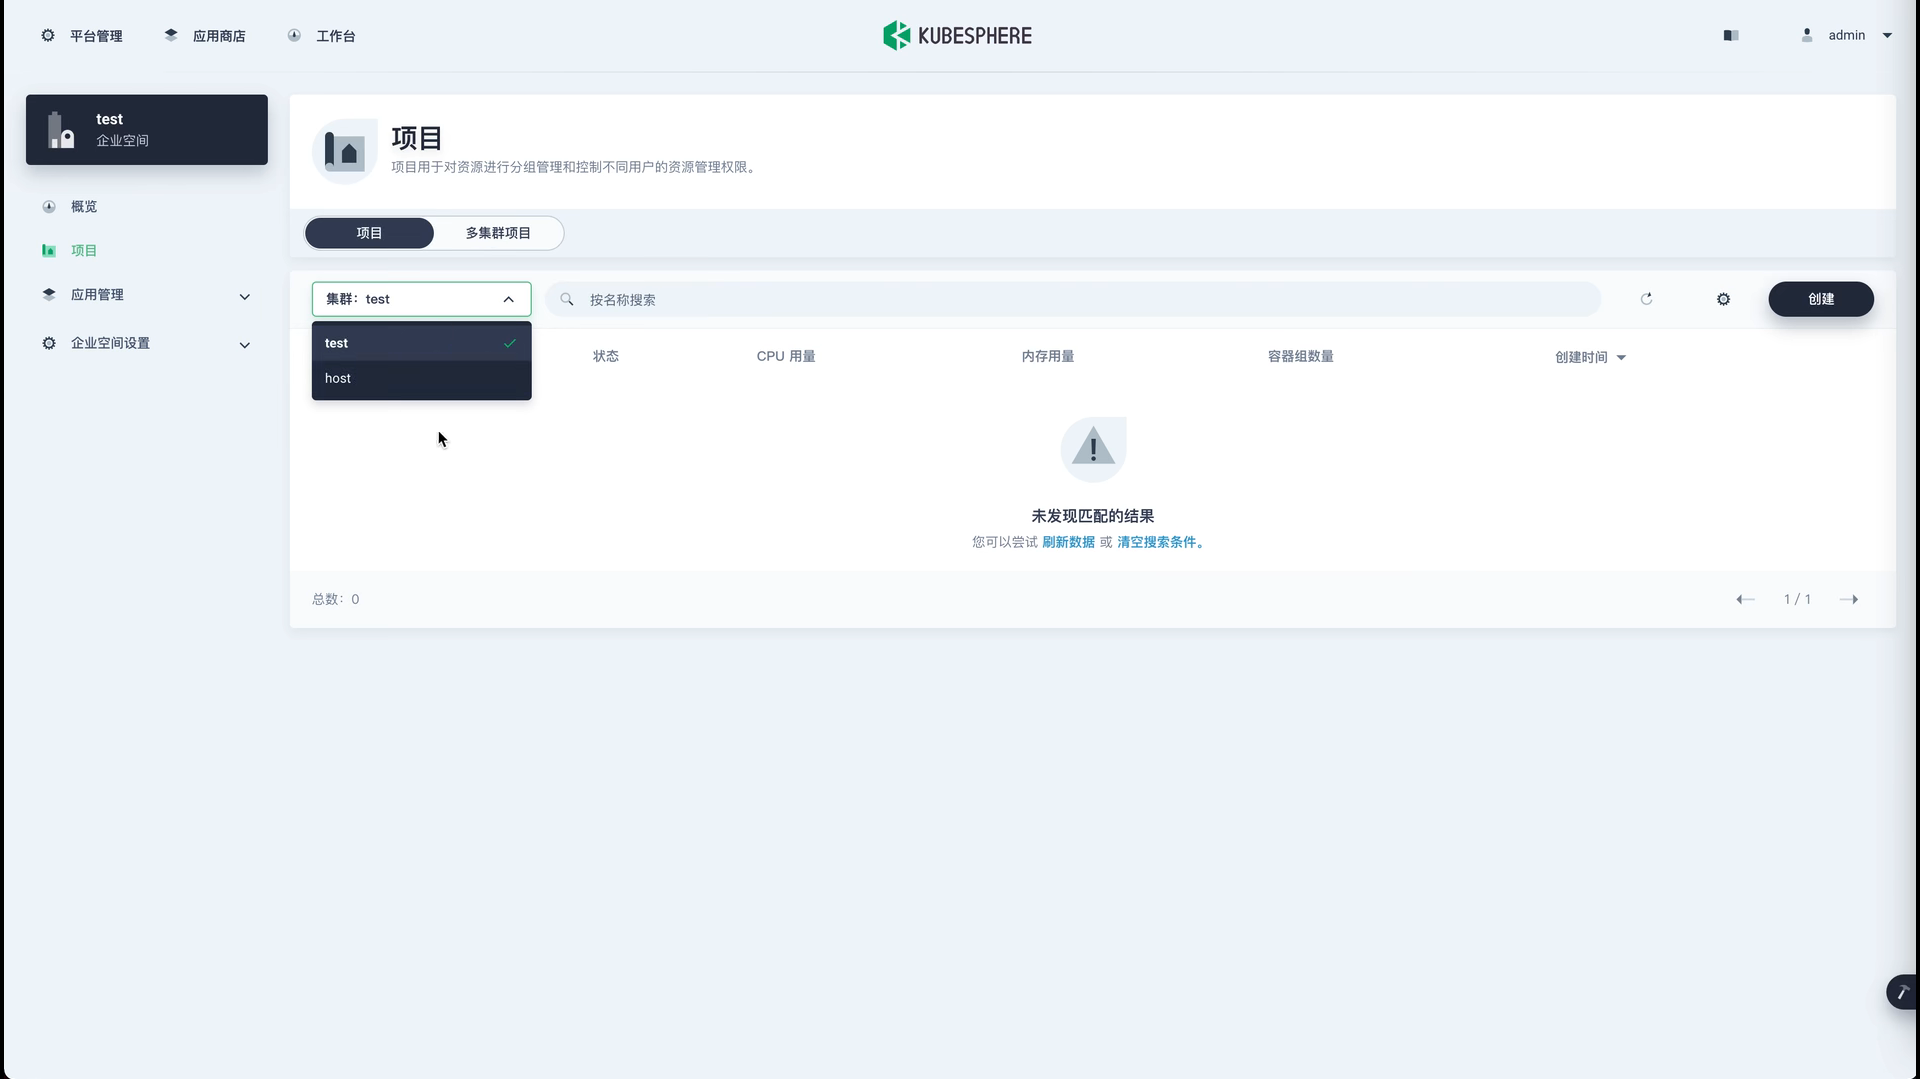 平台管理
应用商店
工作台
KUBESPHERE
admin
test
企业空间
概览
项目
应用管理
企业空间设置
项目
项目用于对资源进行分组管理和控制不同用户的资源管理权限。
项目
多集群项目
集群：test
按名称搜索
创建
test
host
状态
CPU 用量
内存用量
容器组数量
创建时间
未发现匹配的结果
您可以尝试 刷新数据 或 清空搜索条件。
总数：0
1 / 1